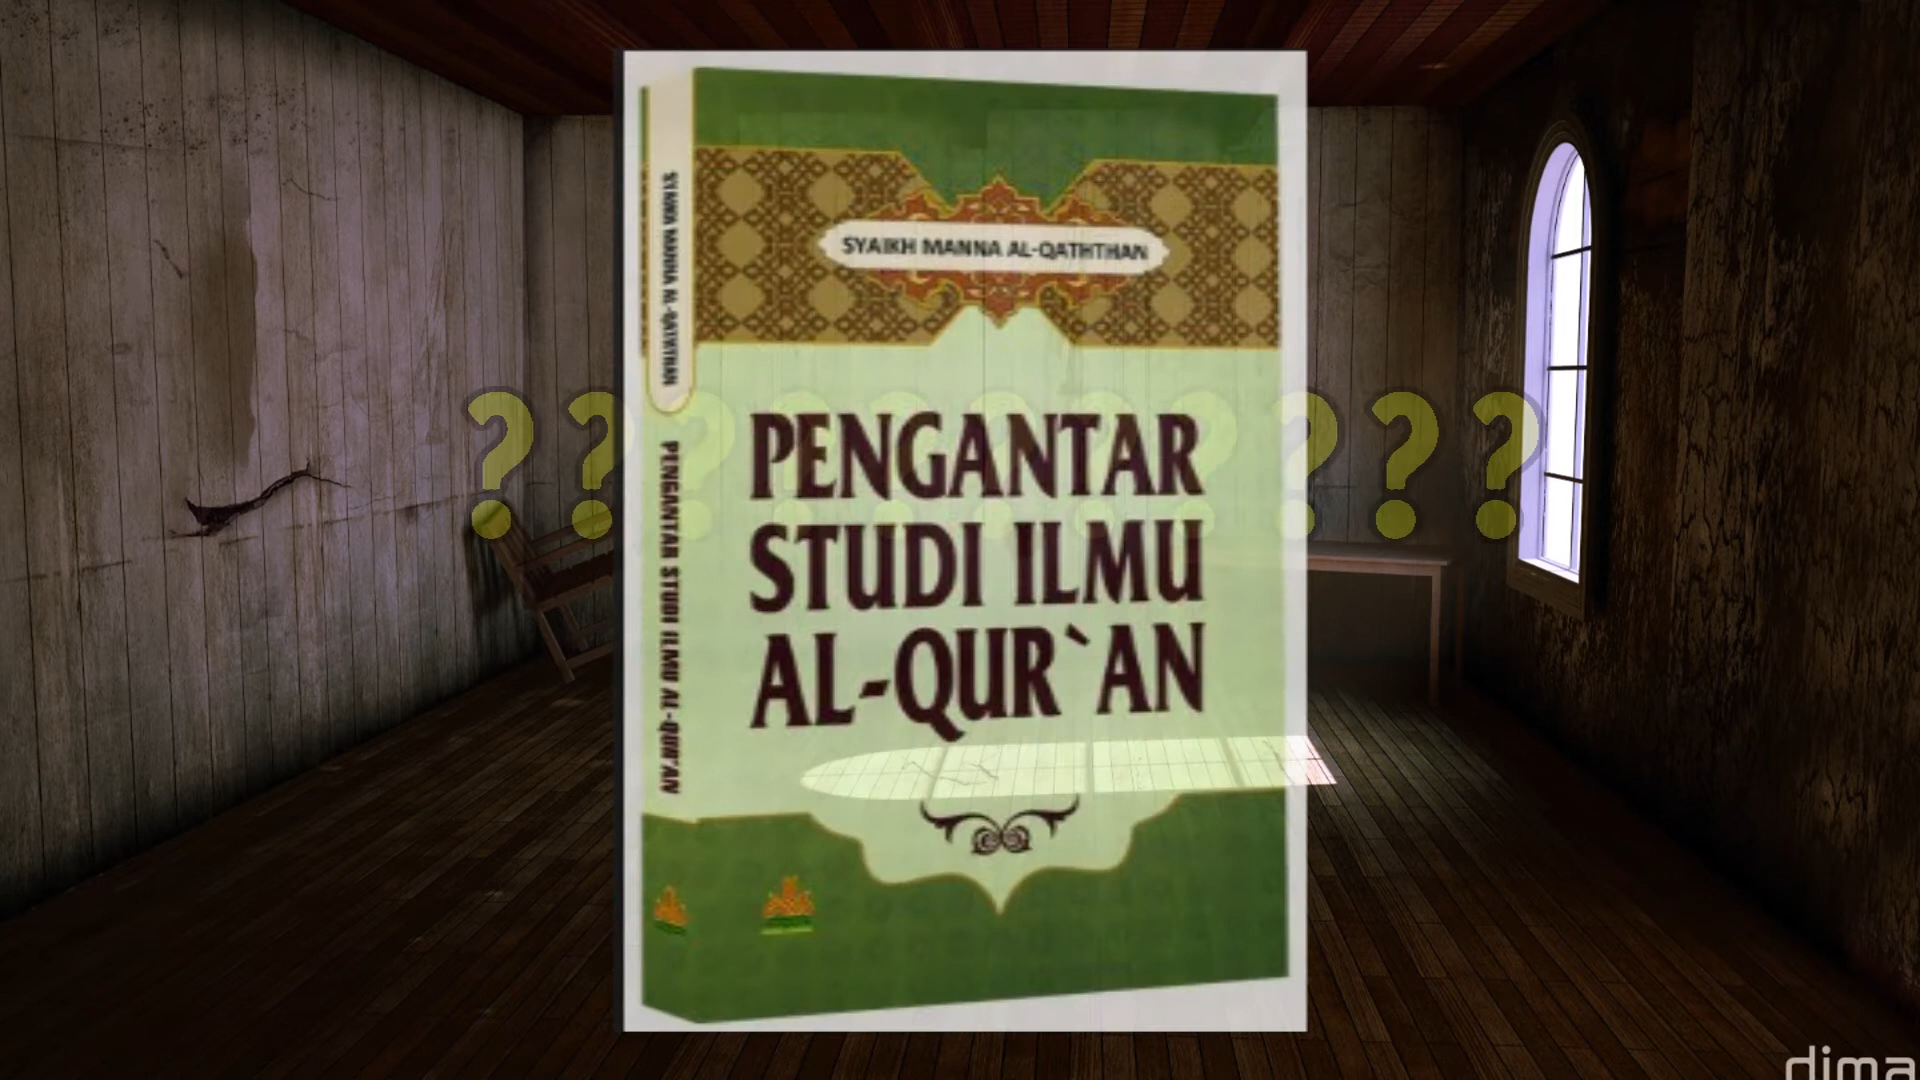 SYAIKH MANNA AL-QATHTHAN
PENGANTAR
STUDI ILMU
AL-QUR`AN
SYAIKH MANNA AL-QATHTHAN
PENGANTAR STUDI ILMU AL-QUR'AN
???????????
dima